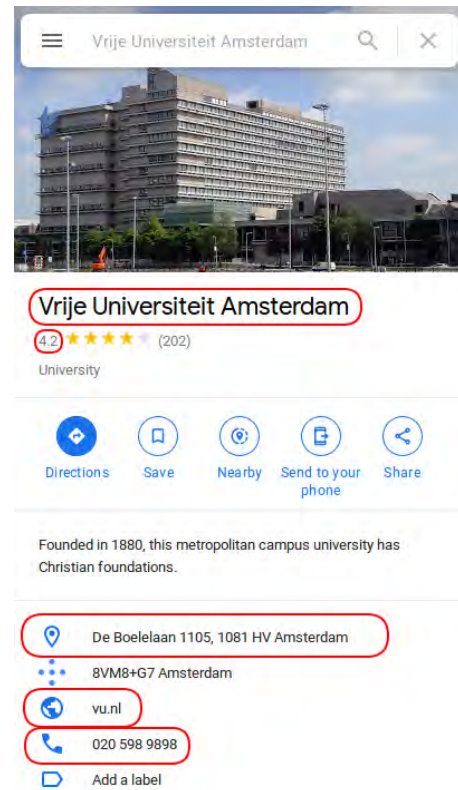 Vrije Universiteit Amsterdam
Vrije Universiteit Amsterdam
4.2 (202)
University
Directions Save Nearby Send to your phone Share
Founded in 1880, this metropolitan campus university has
Christian foundations.
De Boelelaan 1105, 1081 HV Amsterdam
8VM8+G7 Amsterdam
vu.nl
020 598 9898
Add a label